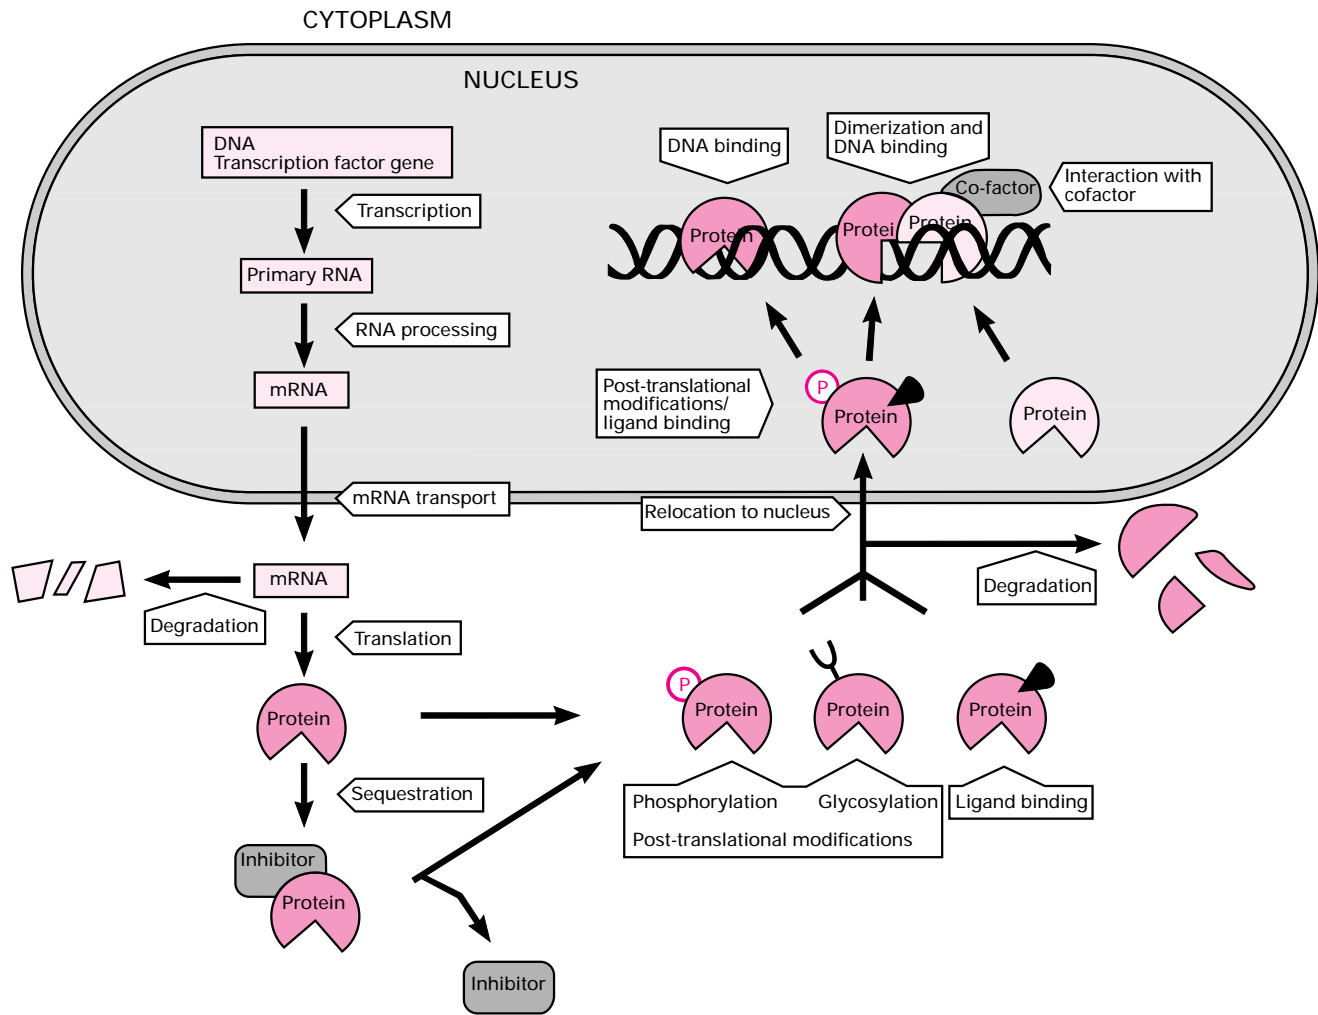 CYTOPLASM
NUCLEUS
DNA
Transcription factor gene
Transcription
Primary RNA
RNA processing
mRNA
mRNA transport
mRNA
Degradation
Translation
Protein
Sequestration
Inhibitor
Protein
Inhibitor
DNA binding
Dimerization and
DNA binding
Co-factor
Interaction with
cofactor
Protein
Protei
Protein
Post-translational
modifications/
ligand binding
P
Protein
Protein
Relocation to nucleus
Degradation
P
Protein
Protein
Protein
Phosphorylation
Glycosylation
Post-translational modifications
Ligand binding